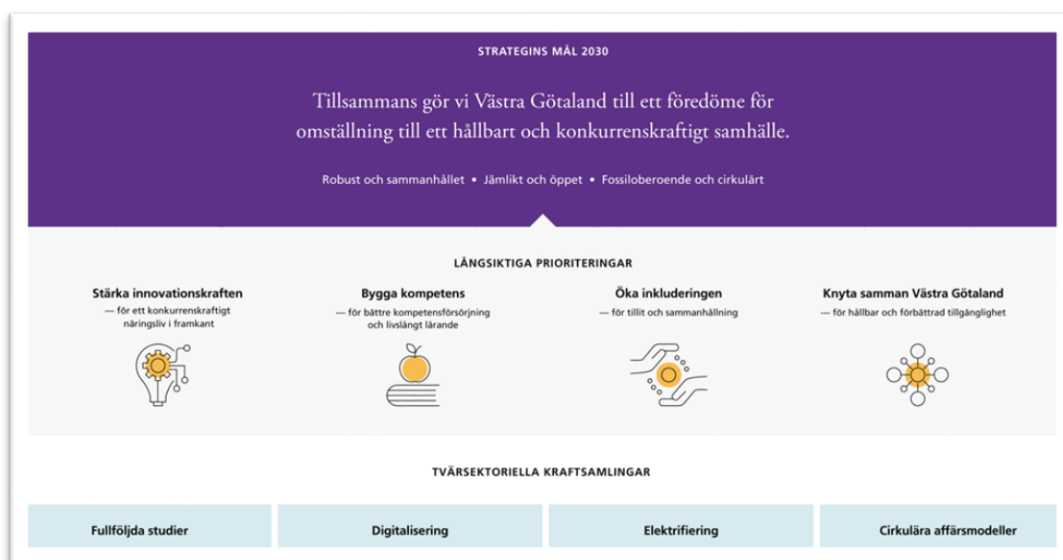 STRATEGINS MÅL 2030
Tillsammans gör vi Västra Götaland till ett föredöme för
omställning till ett hållbart och konkurrenskraftigt samhälle.
Robust och sammanhållet • Jämlikt och öppet • Fossiloberoende och cirkulärt
LÅNGSIKTIGA PRIORITERINGAR
Stärka innovationskraften
— för ett konkurrenskraftigt
näringsliv i framkant
Bygga kompetens
— för bättre kompetensförsörjning
och livslångt lärande
Öka inkluderingen
— för tillit och sammanhållning
Knyta samman Västra Götaland
— för hållbar och förbättrad tillgänglighet
TVÄRSEKTORIELLA KRAFTSAMLINGAR
Fullföljda studier
Digitalisering
Elektrifiering
Cirkulära affärsmodeller